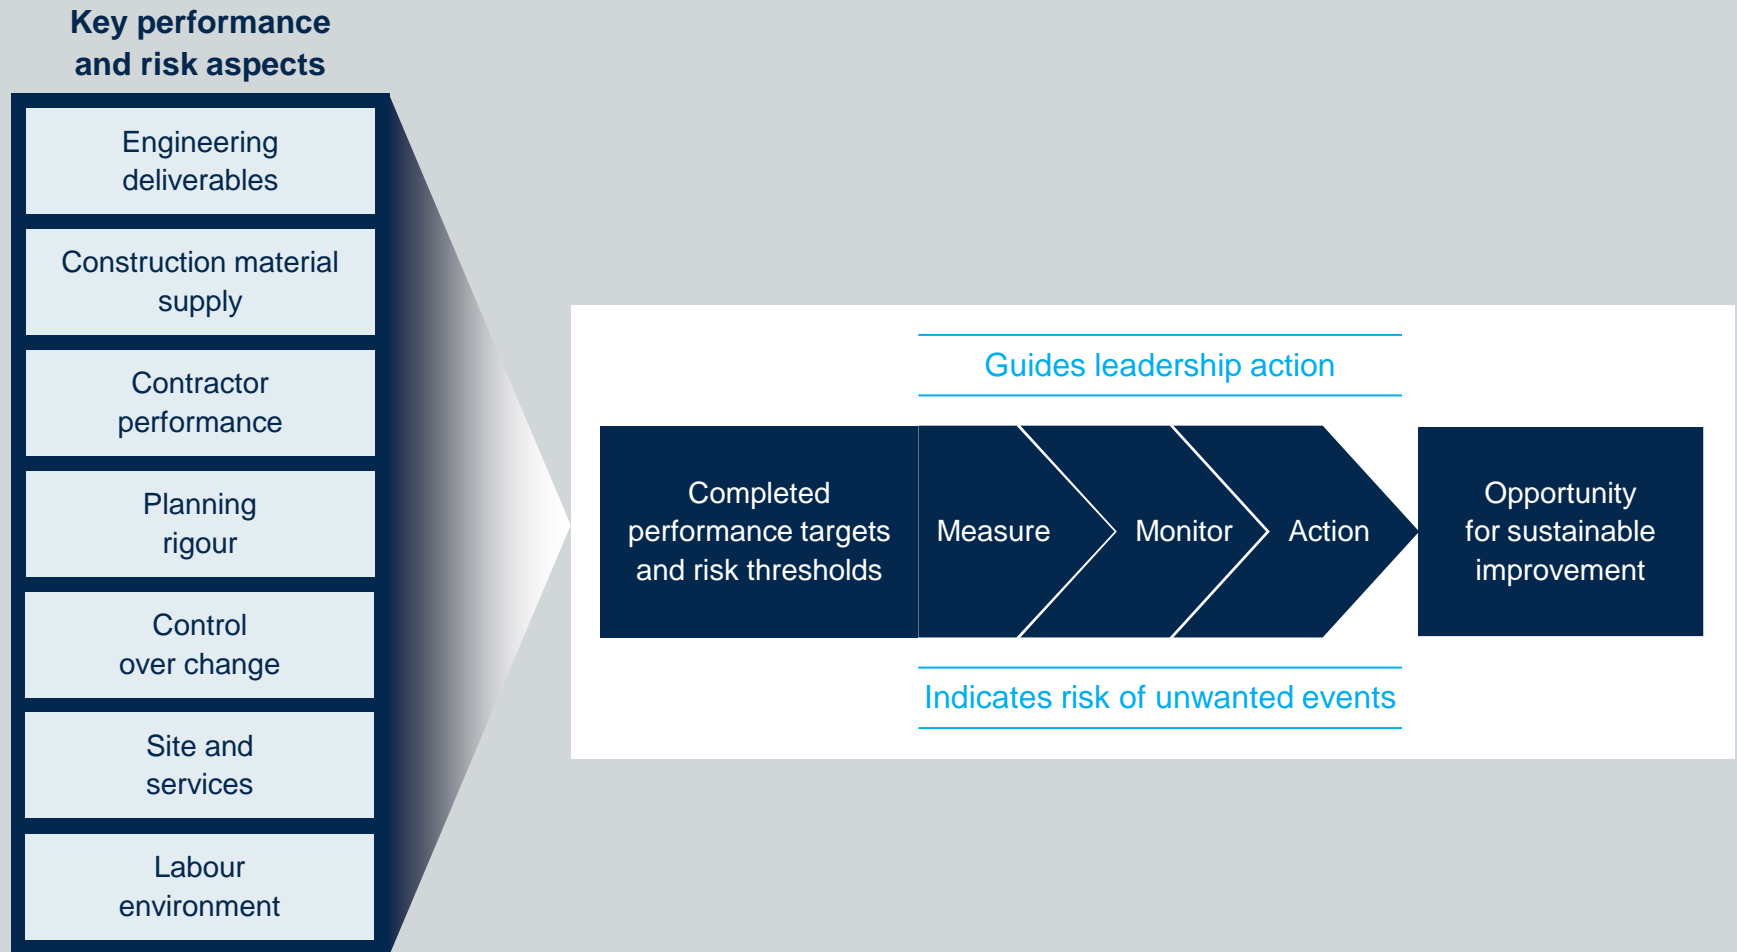 Key performance
and risk aspects
Engineering
deliverables
Construction material
supply
Contractor
performance
Planning
rigour
Control
over change
Site and
services
Labour
environment
Guides leadership action
Completed
performance targets
and risk thresholds
Measure
Monitor
Action
Opportunity
for sustainable
improvement
Indicates risk of unwanted events